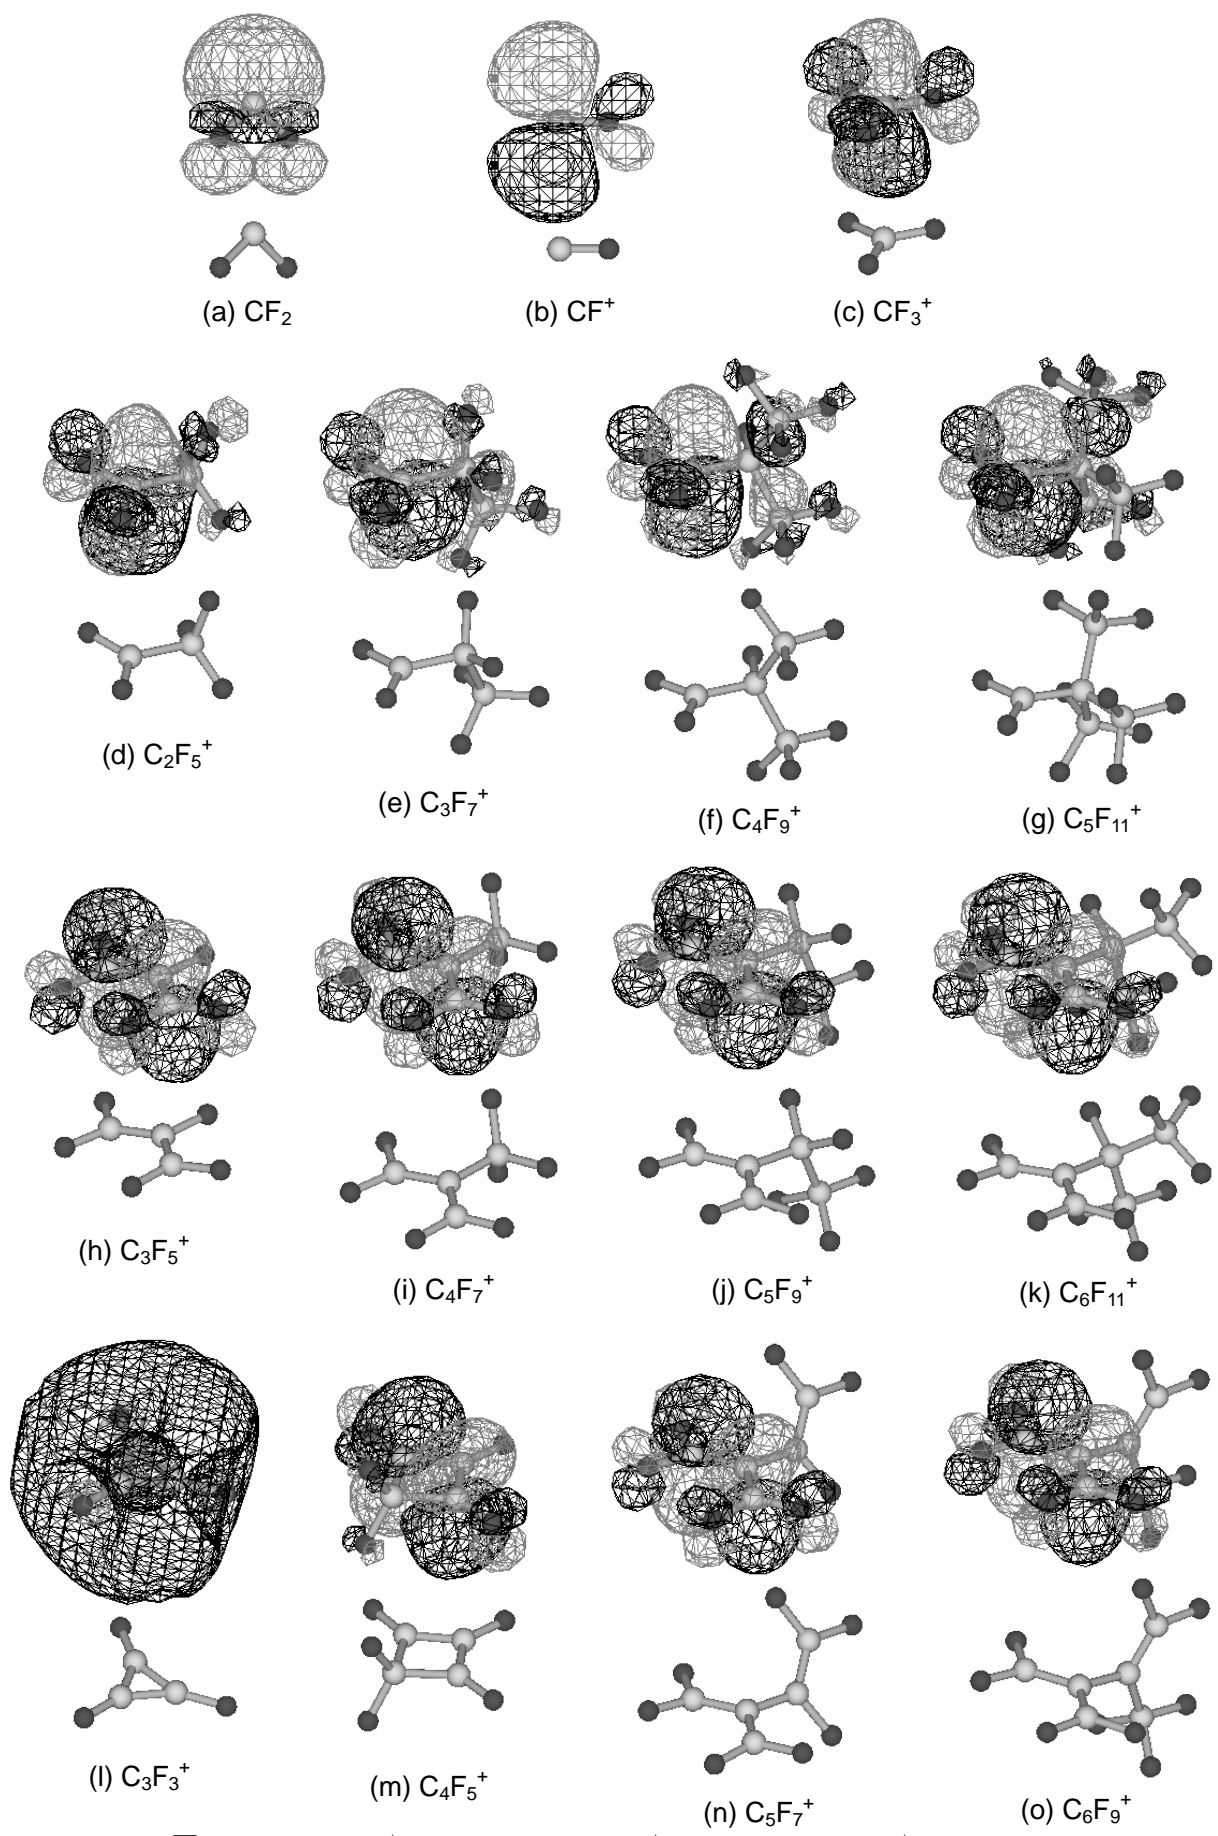 (a) CF₂ (b) CF⁺ (c) CF₃⁺
(d) C₂F₅⁺ (e) C₃F₇⁺ (f) C₄F₉⁺ (g) C₅F₁₁⁺
(h) C₃F₅⁺ (i) C₄F₇⁺ (j) C₅F₉⁺ (k) C₆F₁₁⁺
(l) C₃F₃⁺ (m) C₄F₅⁺ (n) C₅F₇⁺ (o) C₆F₉⁺